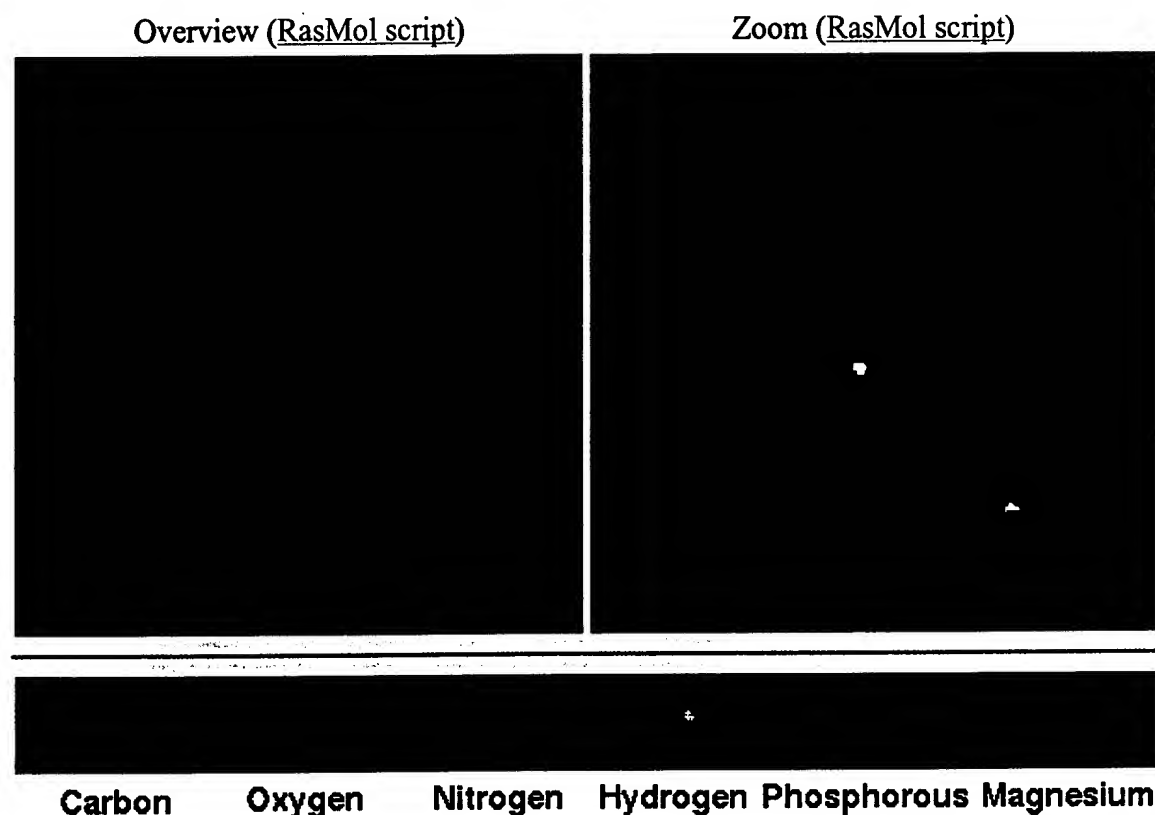 Overview (RasMol script) Zoom (RasMol script)
Carbon Oxygen Nitrogen Hydrogen Phosphorous Magnesium